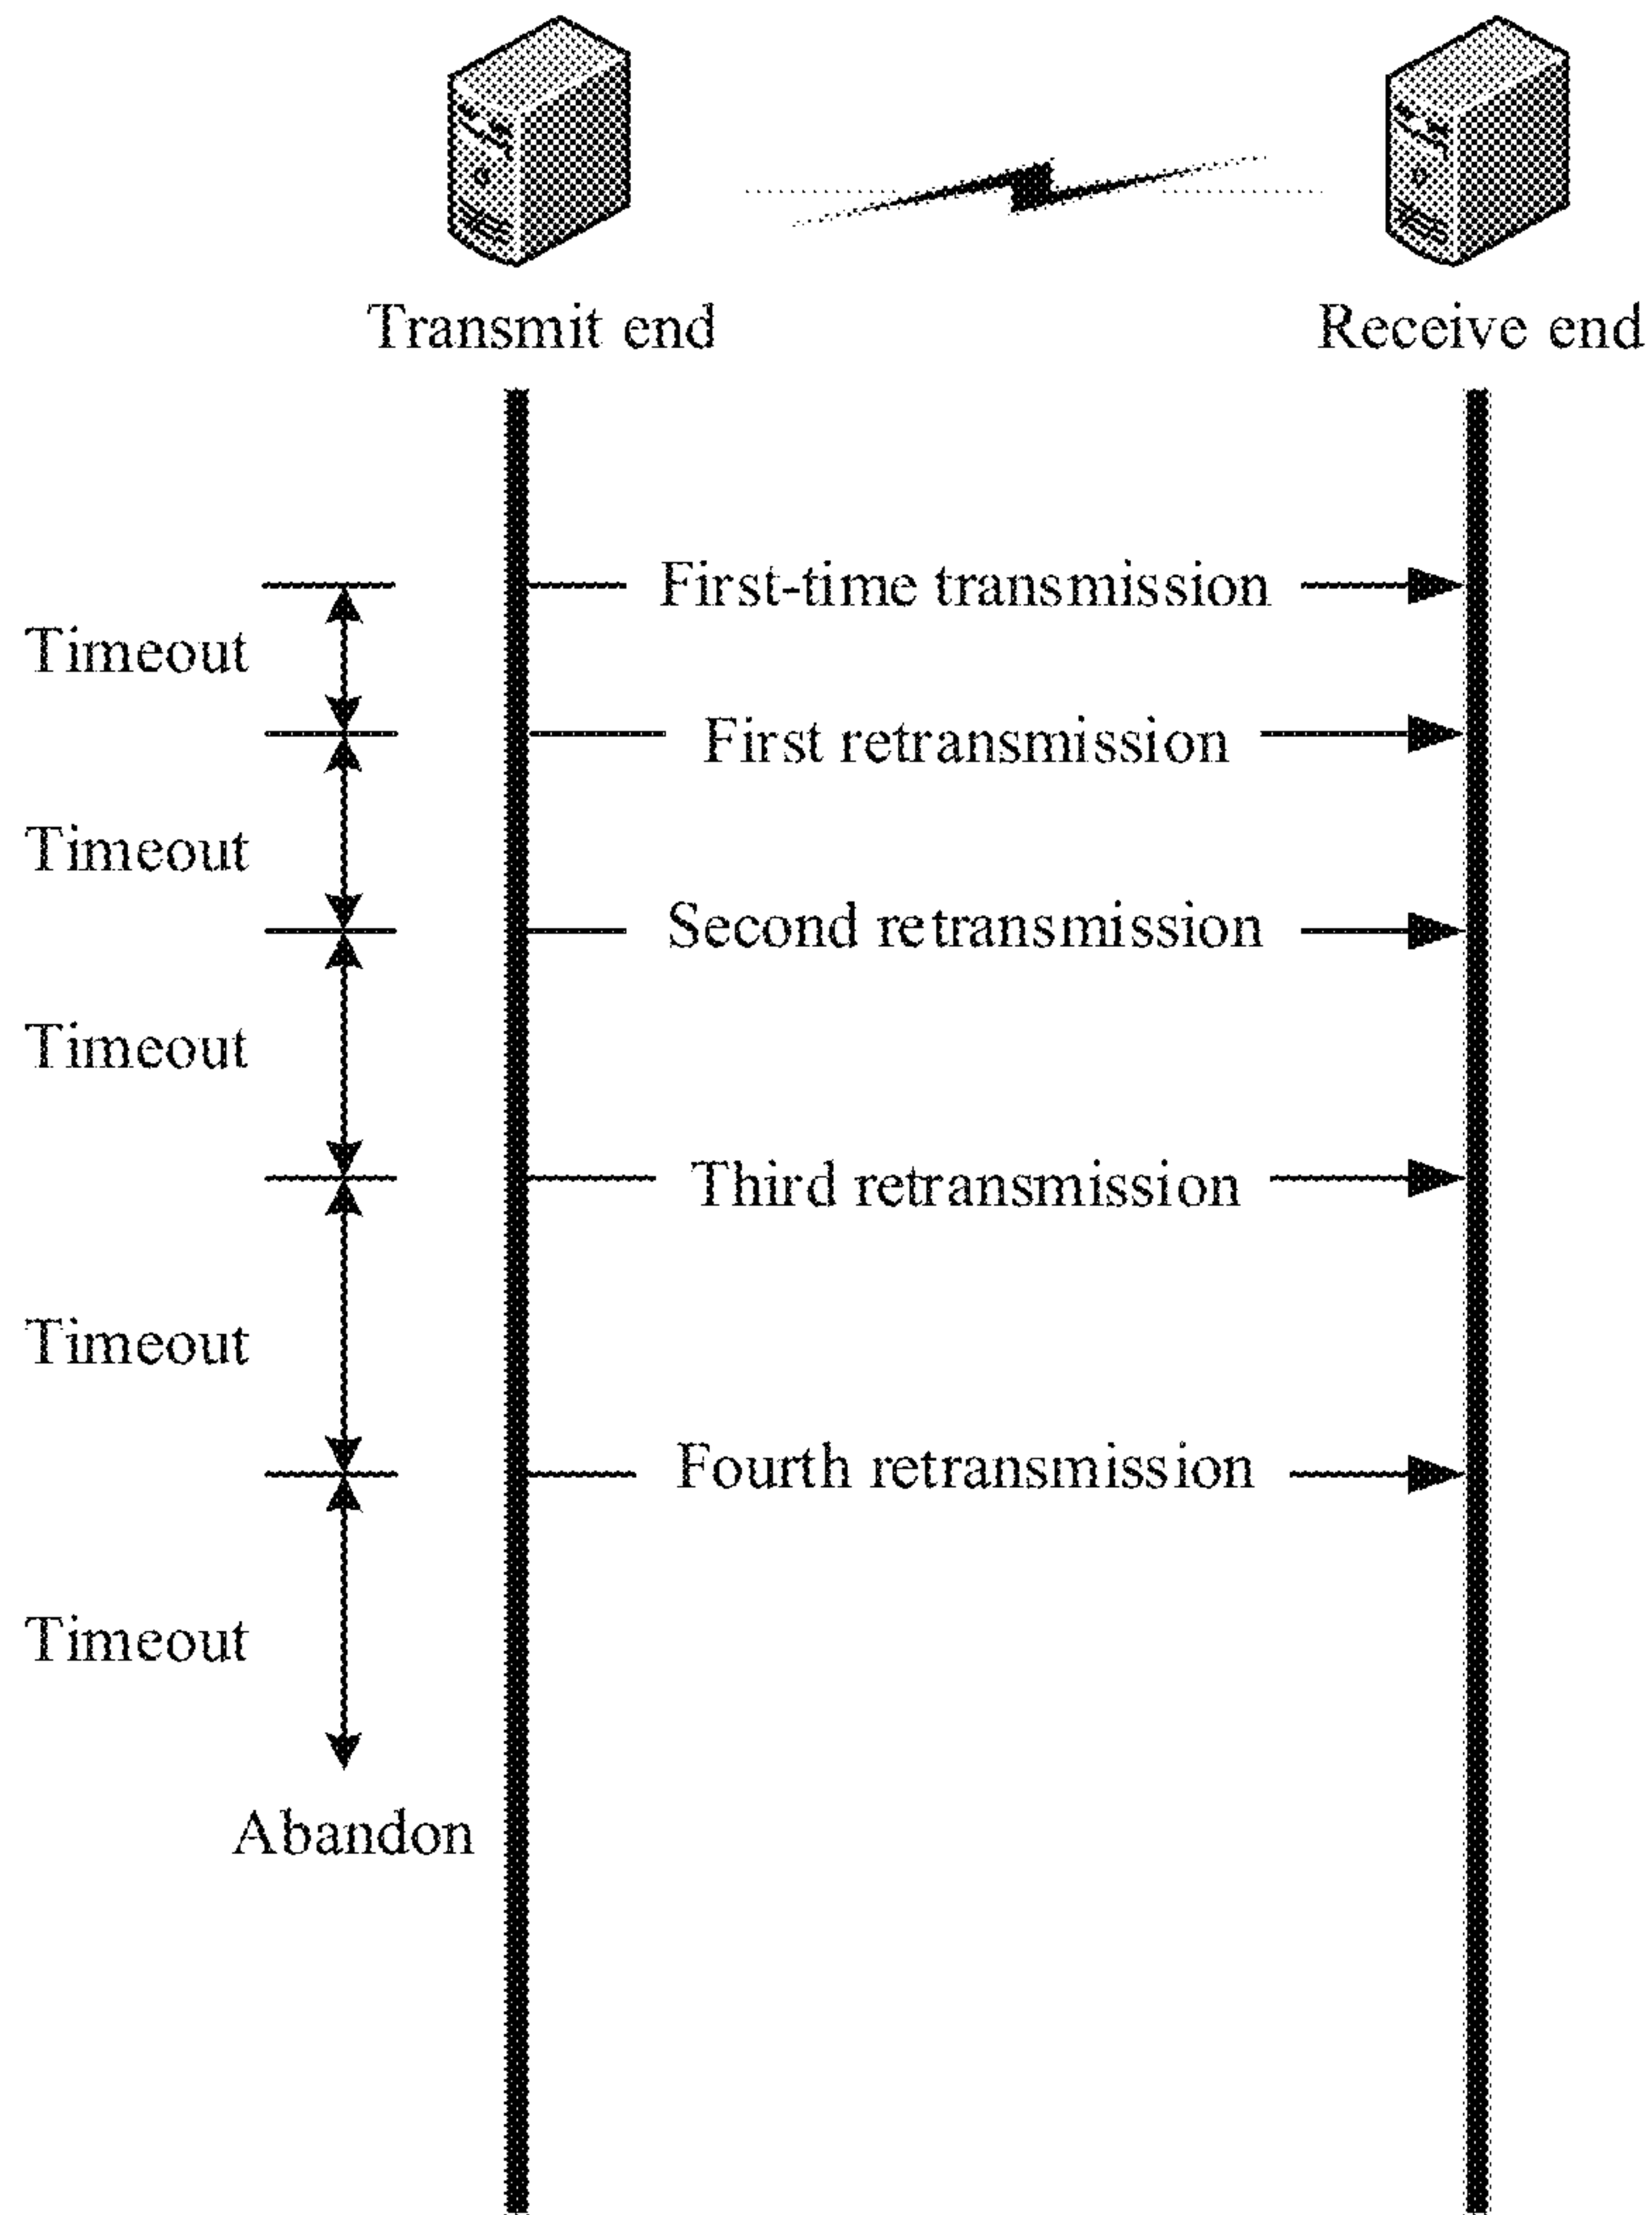 Transmit end
Receive end
First-time transmission
Timeout
First retransmission
Timeout
Second retransmission
Timeout
Third retransmission
Timeout
Fourth retransmission
Timeout
Abandon